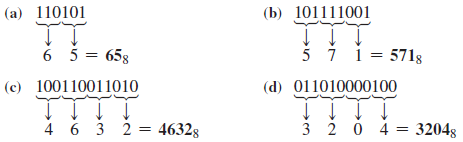 (a) 110101 (b) 101111001
6 5 = 65₈ 5 7 1 = 571₈
(c) 100110011010 (d) 011010000100
4 6 3 2 = 4632₈ 3 2 0 4 = 3204₈